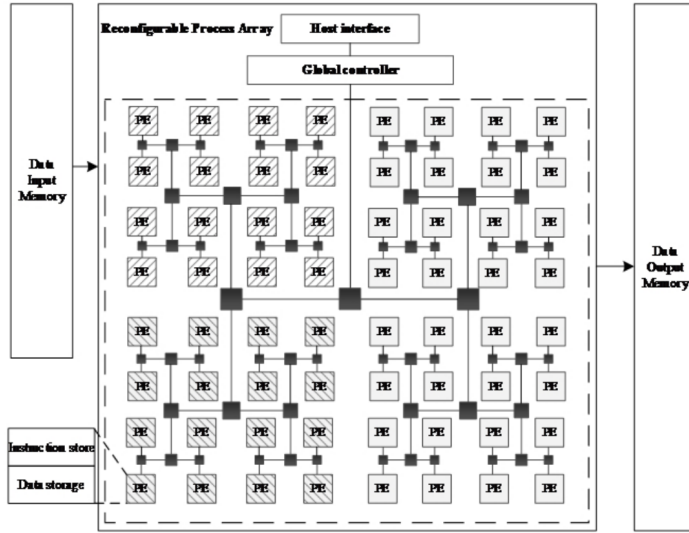 Reconfigurable Process Array
Host interface
Global controller
PE PE PE PE PE PE PE PE
PE PE PE PE PE PE PE PE
Data
Input
Memory
PE PE PE PE PE PE PE PE
PE PE PE PE PE PE PE PE
Data
Output
Memory
PE PE PE PE PE PE PE PE
PE PE PE PE PE PE PE PE
PE PE PE PE PE PE PE PE
Instruction store
Data storage
PE PE PE PE PE PE PE PE